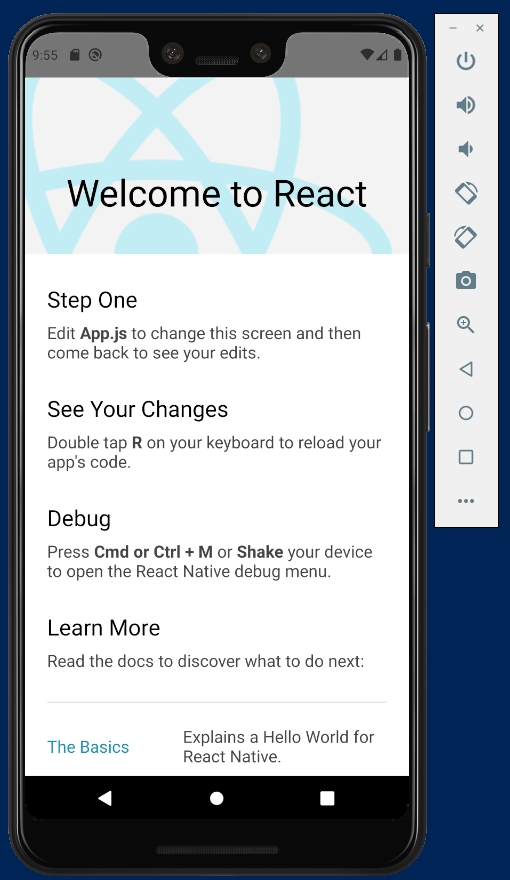 9:55
Welcome to React
Step One
Edit App.js to change this screen and then
come back to see your edits.
See Your Changes
Double tap R on your keyboard to reload your
app's code.
Debug
Press Cmd or Ctrl + M or Shake your device
to open the React Native debug menu.
Learn More
Read the docs to discover what to do next:
The Basics
Explains a Hello World for
React Native.